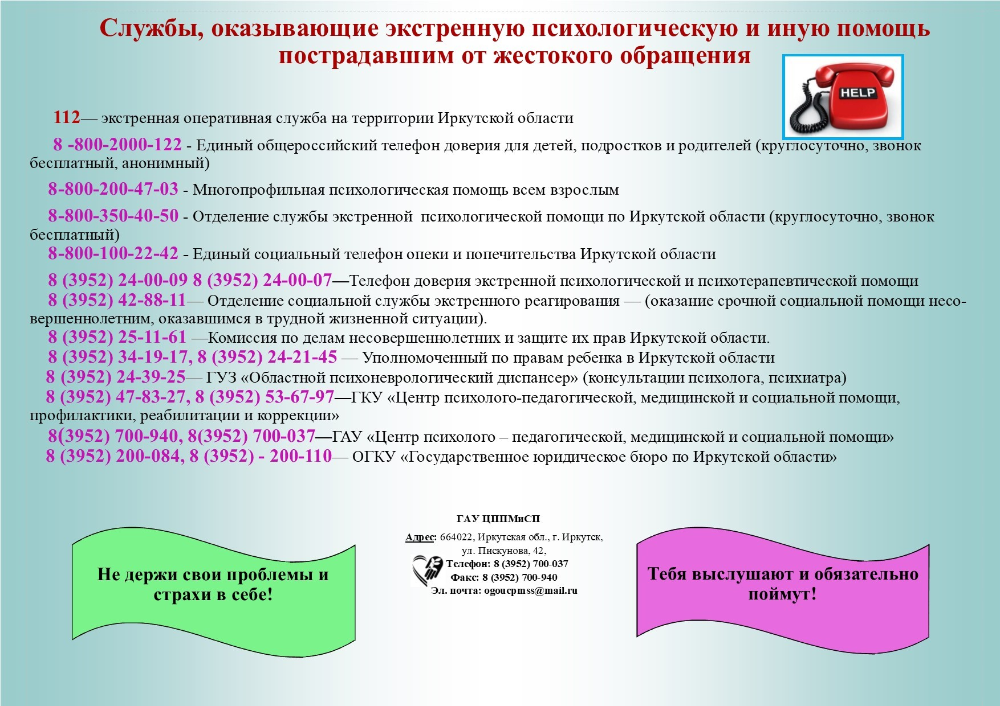 Службы, оказывающие экстренную психологическую и иную помощь
пострадавшим от жестокого обращения
HELP
112— экстренная оперативная служба на территории Иркутской области
8 -800-2000-122 - Единый общероссийский телефон доверия для детей, подростков и родителей (круглосуточно, звонок
бесплатный, анонимный)
8-800-200-47-03 - Многопрофильная психологическая помощь всем взрослым
8-800-350-40-50 - Отделение службы экстренной  психологической помощи по Иркутской области (круглосуточно, звонок
бесплатный)
8-800-100-22-42 - Единый социальный телефон опеки и попечительства Иркутской области
8 (3952) 24-00-09 8 (3952) 24-00-07—Телефон доверия экстренной психологической и психотерапевтической помощи
8 (3952) 42-88-11— Отделение социальной службы экстренного реагирования — (оказание срочной социальной помощи несо-
вершеннолетним, оказавшимся в трудной жизненной ситуации).
8 (3952) 25-11-61 —Комиссия по делам несовершеннолетних и защите их прав Иркутской области.
8 (3952) 34-19-17, 8 (3952) 24-21-45 — Уполномоченный по правам ребенка в Иркутской области
8 (3952) 24-39-25— ГУЗ «Областной психоневрологический диспансер» (консультации психолога, психиатра)
8 (3952) 47-83-27, 8 (3952) 53-67-97—ГКУ «Центр психолого-педагогической, медицинской и социальной помощи,
профилактики, реабилитации и коррекции»
8(3952) 700-940, 8(3952) 700-037—ГАУ «Центр психолого – педагогической, медицинской и социальной помощи»
8 (3952) 200-084, 8 (3952) - 200-110— ОГКУ «Государственное юридическое бюро по Иркутской области»
Не держи свои проблемы и
страхи в себе!
ГАУ ЦППМиСП
Адрес: 664022, Иркутская обл., г. Иркутск,
ул. Пискунова, 42,
Телефон: 8 (3952) 700-037
Факс: 8 (3952) 700-940
Эл. почта: ogoucpmss@mail.ru
Тебя выслушают и обязательно
поймут!